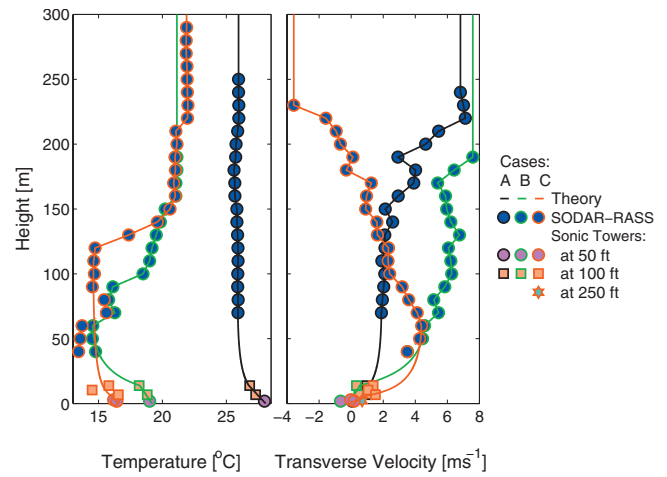 300
250
200
150
100
50
0
Height [m]
15 20 25
−4 −2 0 2 4 6 8
Temperature [°C]
Transverse Velocity [ms⁻¹]
Cases:
A B C
Theory
SODAR−RASS
Sonic Towers:
at 50 ft
at 100 ft
at 250 ft